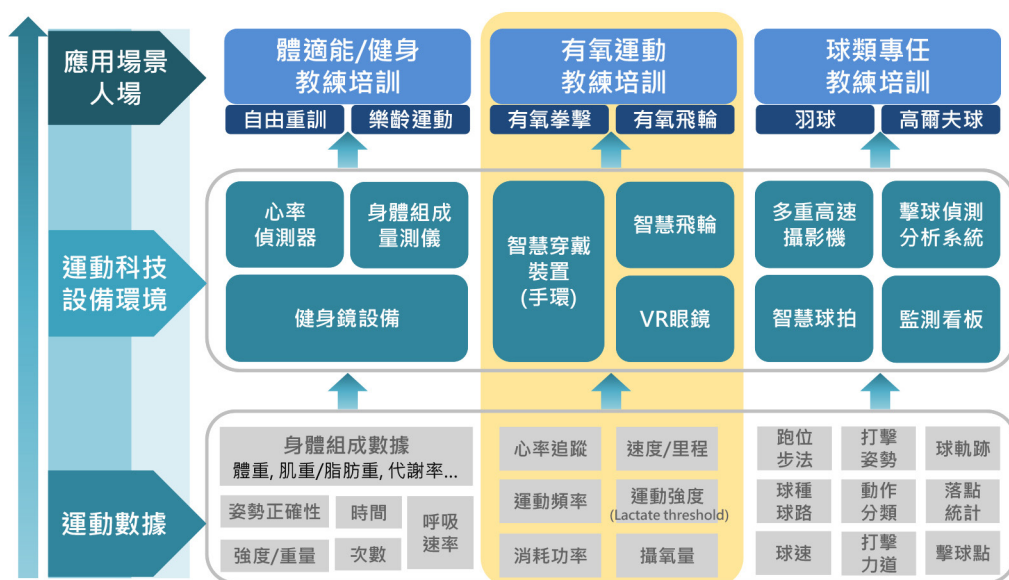 應用場景
人場
體適能/健身
教練培訓
自由重訓
樂齡運動
有氧運動
教練培訓
有氧拳擊
有氧飛輪
球類專任
教練培訓
羽球
高爾夫球
運動科技
設備環境
心率
偵測器
身體組成
量測儀
健身鏡設備
智慧穿戴
裝置
(手環)
智慧飛輪
VR眼鏡
多重高速
攝影機
擊球偵測
分析系統
智慧球拍
監測看板
運動數據
身體組成數據
體重, 肌重/脂肪重, 代謝率...
姿勢正確性
時間
呼吸
速率
強度/重量
次數
心率追蹤
速度/里程
運動頻率
運動強度
(Lactate threshold)
消耗功率
攝氧量
跑位
步法
打擊
姿勢
球軌跡
球種
球路
動作
分類
落點
統計
球速
打擊
力道
擊球點